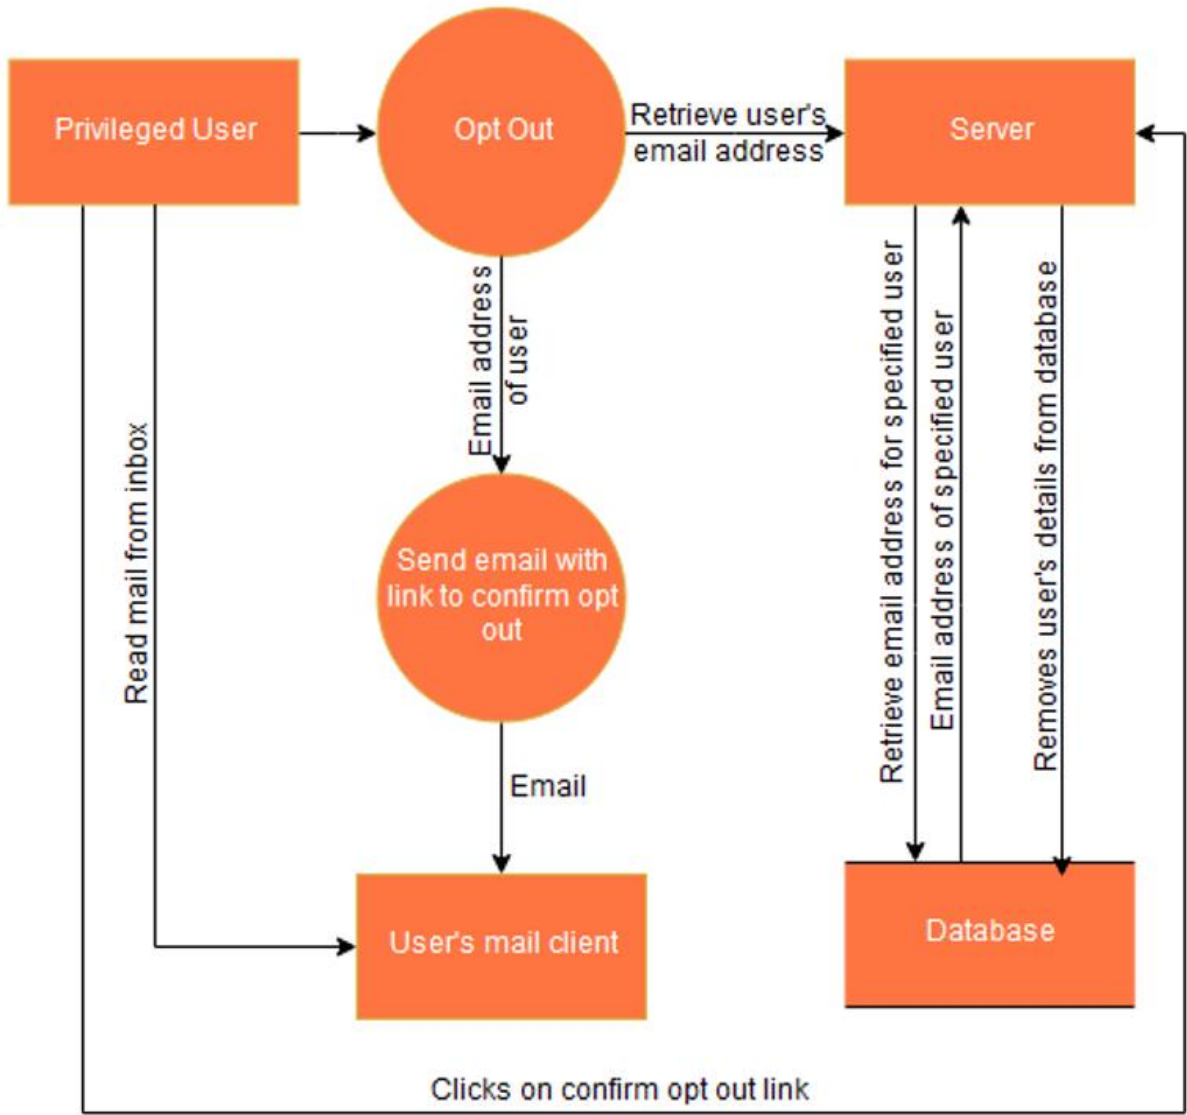 Privileged User
Opt Out
Retrieve user's
email address
Server
Email address
of user
Read mail from inbox
Send email with
link to confirm opt
out
Retrieve email address for specified user
Email address of specified user
Removes user's details from database
Email
User's mail client
Database
Clicks on confirm opt out link